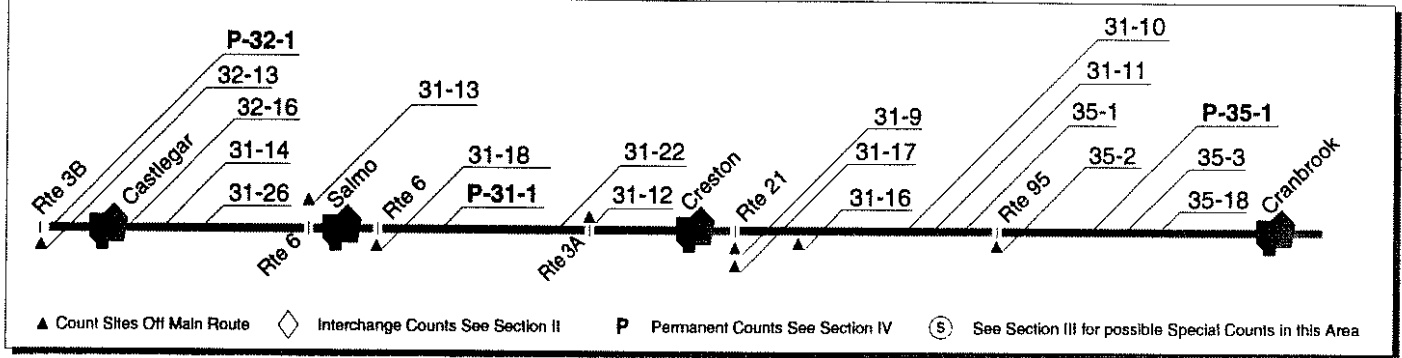 P-32-1
32-13
32-16
31-14
31-26
31-13
31-18
P-31-1
31-22
31-12
31-9
31-17
31-16
31-10
31-11
35-1
35-2
P-35-1
35-3
35-18
Rte 3B
Castlegar
Rte 6
Salmo
Rte 6
Rte 3A
Creston
Rte 21
Rte 95
Cranbrook
▲ Count Sites Off Main Route ◇ Interchange Counts See Section II P Permanent Counts See Section IV Ⓢ See Section III for possible Special Counts in this Area